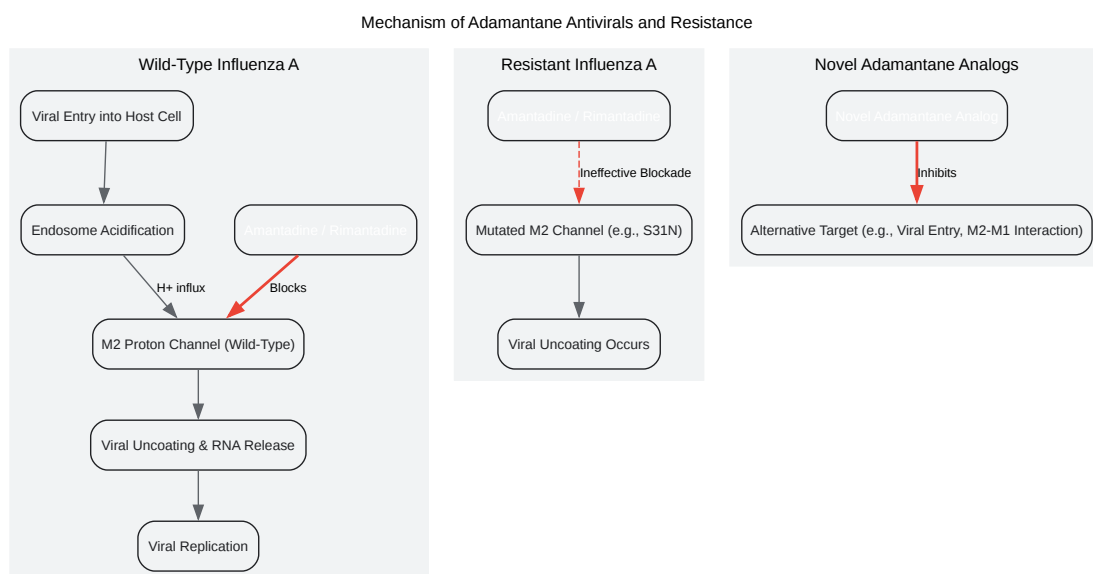 Mechanism of Adamantane Antivirals and Resistance
Wild-Type Influenza A
Viral Entry into Host Cell
Endosome Acidification
Amantadine / Rimantadine
H+ influx
Blocks
M2 Proton Channel (Wild-Type)
Viral Uncoating & RNA Release
Viral Replication
Resistant Influenza A
Amantadine / Rimantadine
Ineffective Blockade
Mutated M2 Channel (e.g., S31N)
Viral Uncoating Occurs
Novel Adamantane Analogs
Novel Adamantane Analog
Inhibits
Alternative Target (e.g., Viral Entry, M2-M1 Interaction)